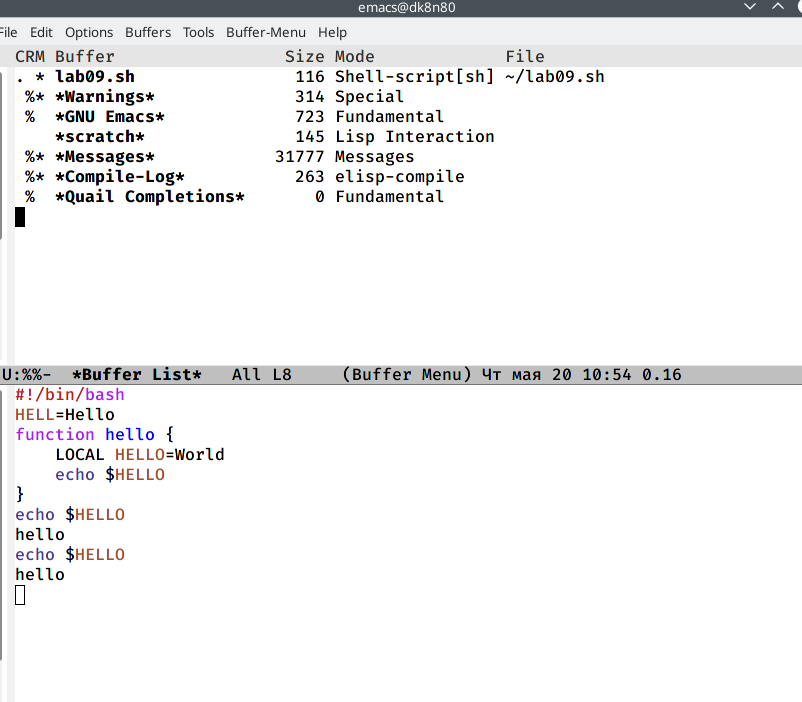 emacs@dk8n80
File Edit Options Buffers Tools Buffer-Menu Help
CRM Buffer Size Mode File
. * lab09.sh 116 Shell-script[sh] ~/lab09.sh
%* *Warnings* 314 Special
% *GNU Emacs* 723 Fundamental
*scratch* 145 Lisp Interaction
%* *Messages* 31777 Messages
%* *Compile-Log* 263 elisp-compile
% *Quail Completions* 0 Fundamental
U:%%- *Buffer List* All L8 (Buffer Menu) Чт мая 20 10:54 0.16
#!/bin/bash
HELL=Hello
function hello {
LOCAL HELLO=World
echo $HELLO
}
echo $HELLO
hello
echo $HELLO
hello